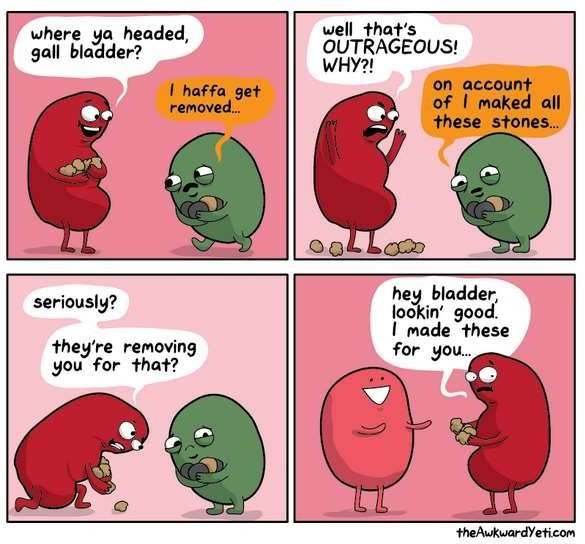 where ya headed,
gall bladder?
I haffa get
removed...
well that's
OUTRAGEOUS!
WHY?!
on account
of I maked all
these stones...
seriously?
they're removing
you for that?
hey bladder,
lookin' good.
I made these
for you...
theAwkwardYeti.com